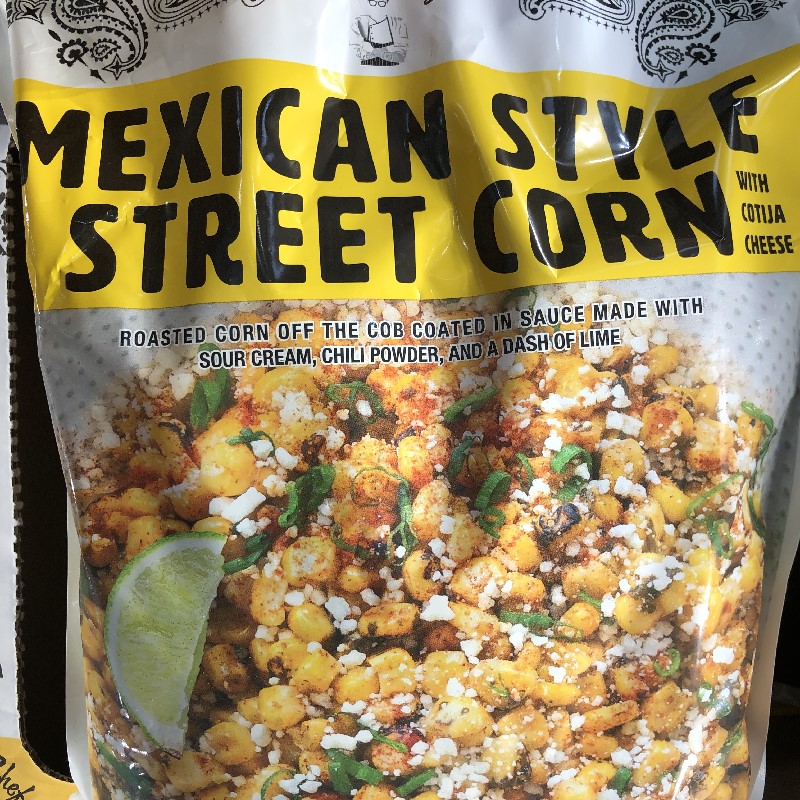 MEXICAN STYLE
STREET CORN
WITH
COTIJA
CHEESE
ROASTED CORN OFF THE COB COATED IN SAUCE MADE WITH
SOUR CREAM, CHILI POWDER, AND A DASH OF LIME